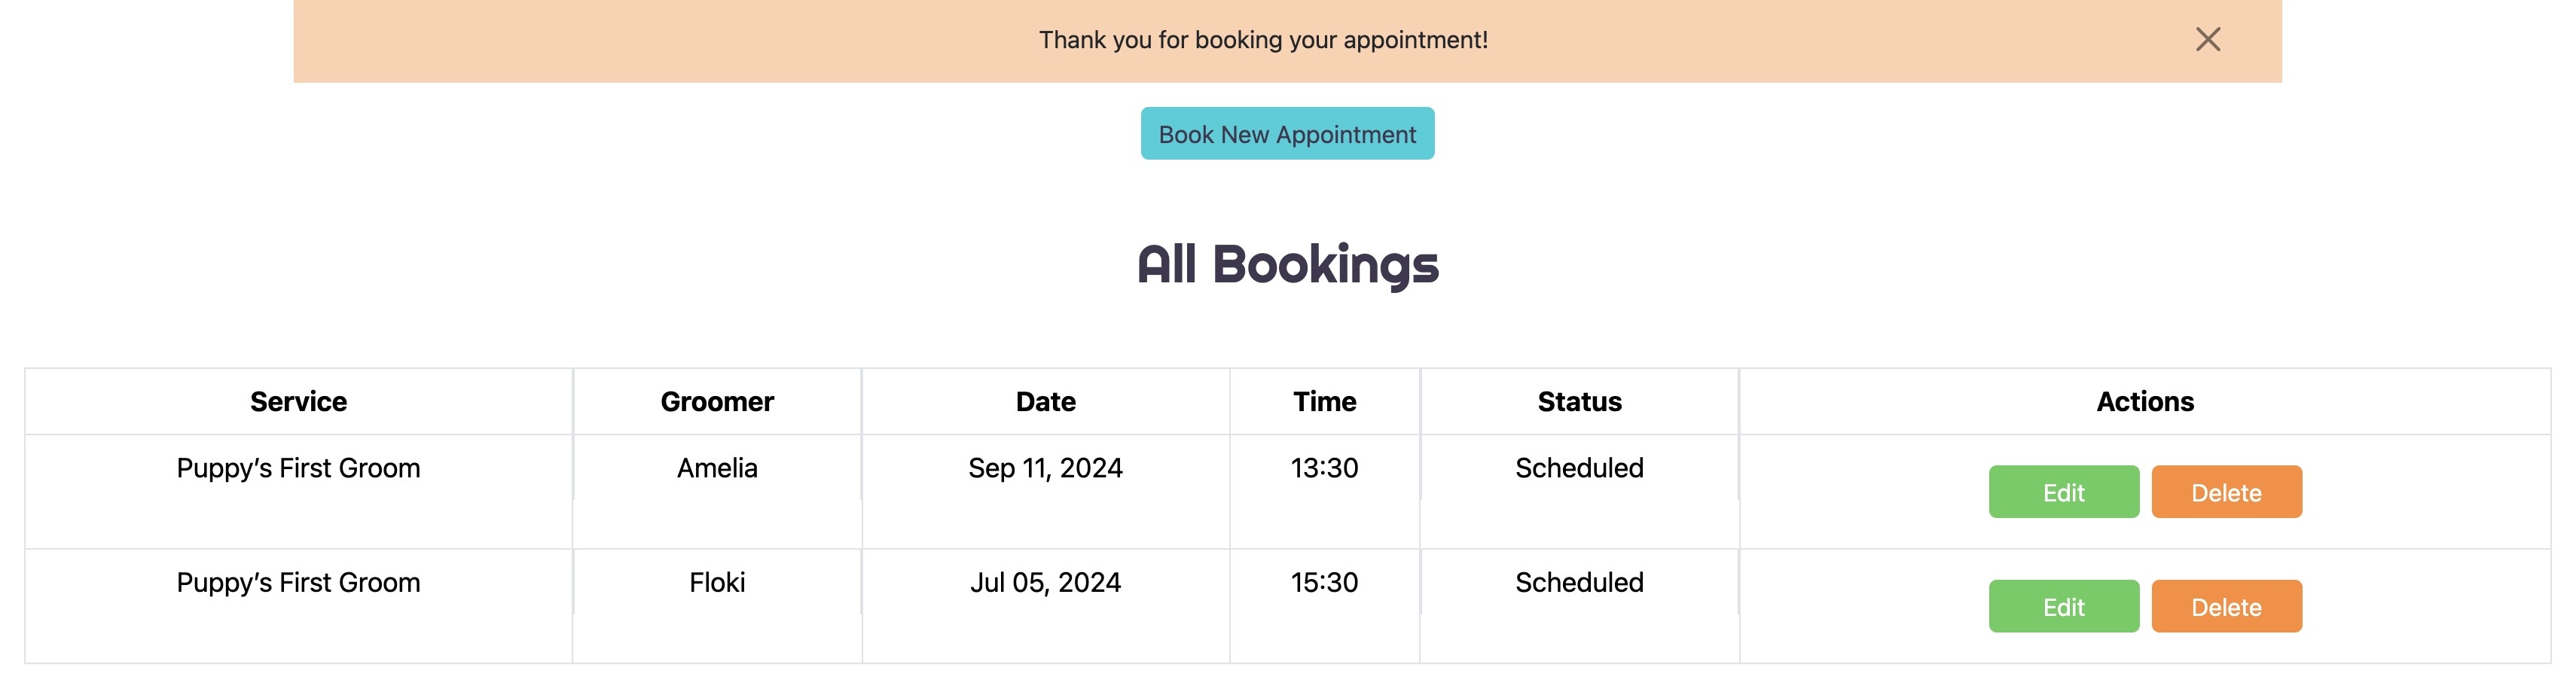 Thank you for booking your appointment!
Book New Appointment
All Bookings
Service Groomer Date Time Status Actions
Puppy’s First Groom Amelia Sep 11, 2024 13:30 Scheduled Edit Delete
Puppy’s First Groom Floki Jul 05, 2024 15:30 Scheduled Edit Delete